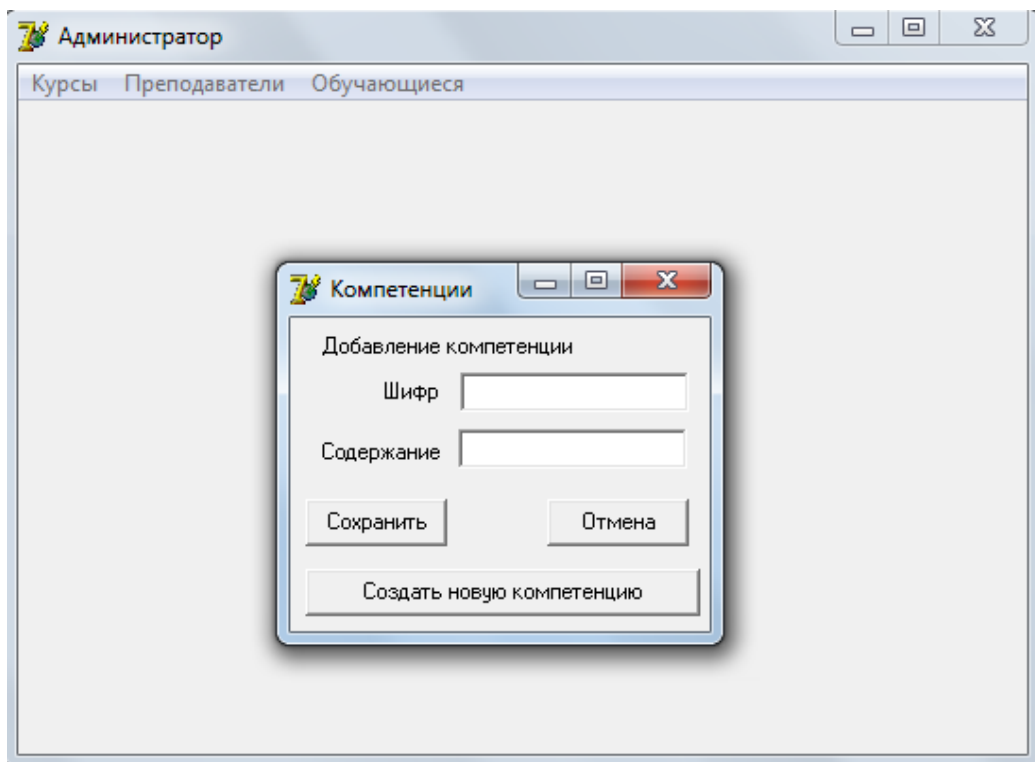 Администратор
Курсы Преподаватели Обучающиеся
Компетенции
Добавление компетенции
Шифр
Содержание
Сохранить Отмена
Создать новую компетенцию